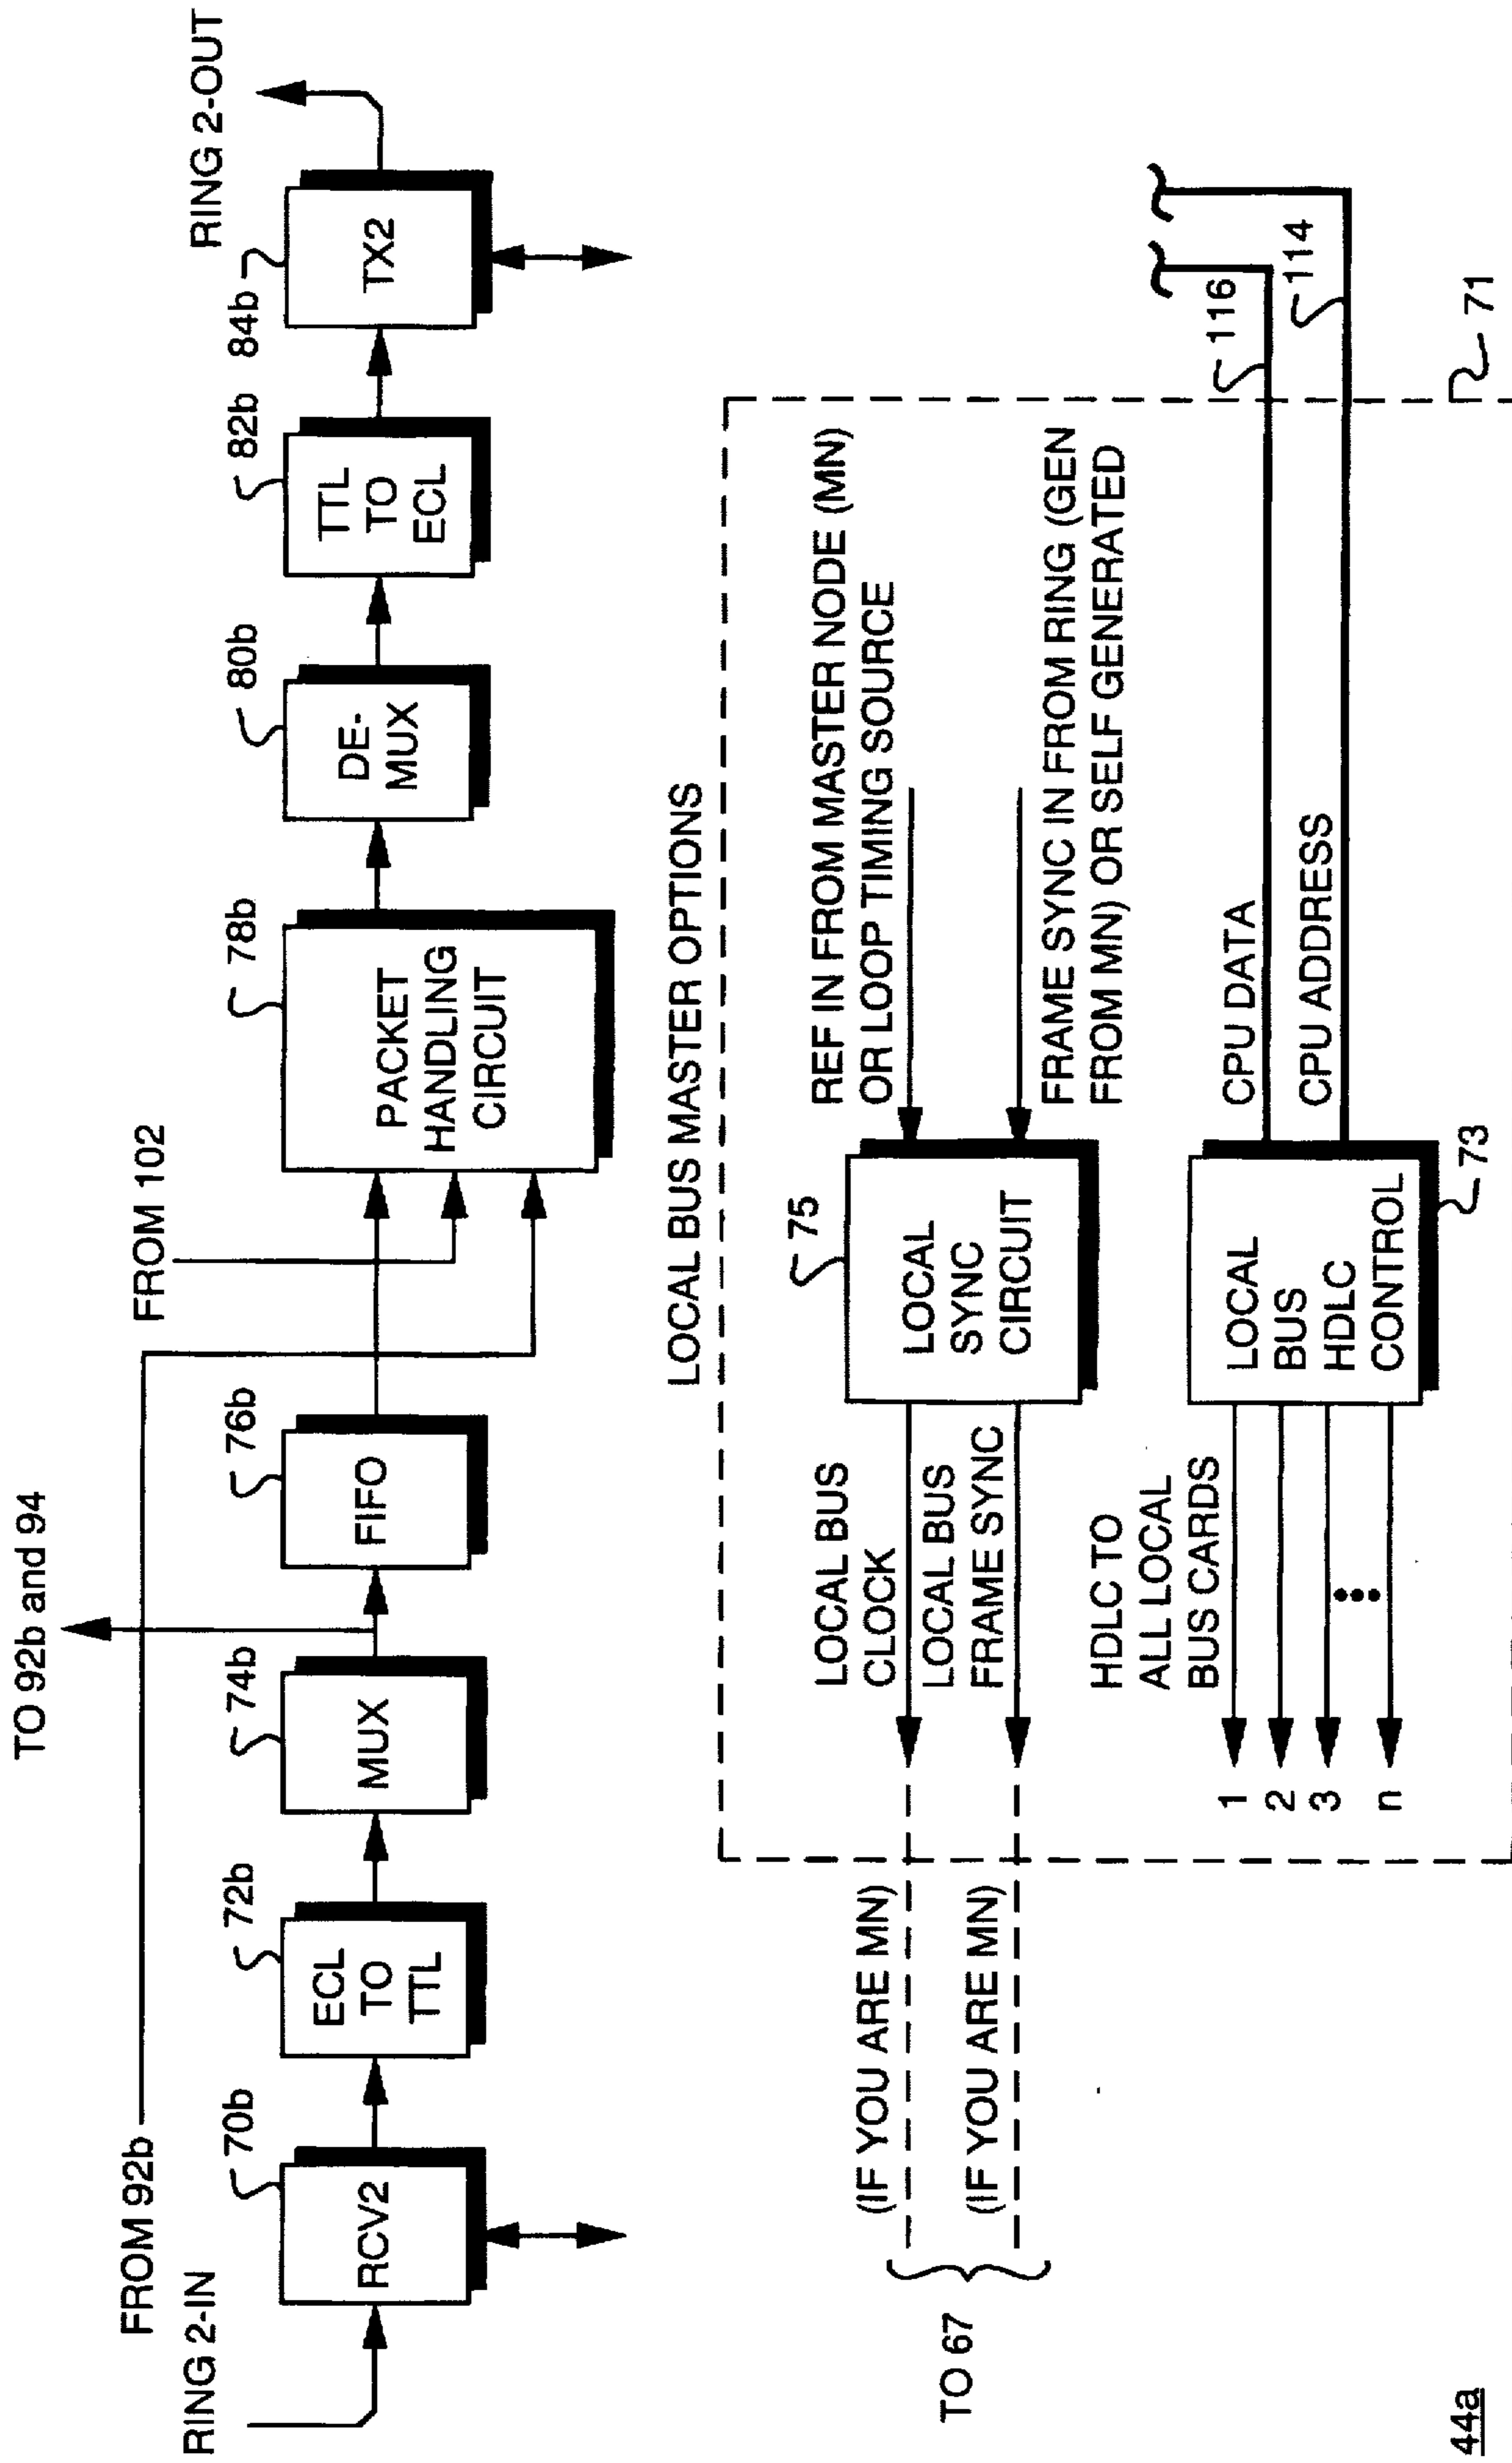 TO 92b and 94
FROM 92b
FROM 102
RING 2-IN
RING 2-OUT
70b
72b
74b
76b
78b
80b
82b
84b
RCV2
ECL
TO
TTL
MUX
FIFO
PACKET
HANDLING
CIRCUIT
DE-
MUX
TTL
TO
ECL
TX2
LOCAL BUS MASTER OPTIONS
TO 67
(IF YOU ARE MN)
(IF YOU ARE MN)
LOCAL BUS
CLOCK
LOCAL BUS
FRAME SYNC
75
LOCAL
SYNC
CIRCUIT
REF IN FROM MASTER NODE (MN)
OR LOOP TIMING SOURCE
FRAME SYNC IN FROM RING (GEN
FROM MN) OR SELF GENERATED
HDLC TO
ALL LOCAL
BUS CARDS
1
2
3
n
LOCAL
BUS
HDLC
CONTROL
73
CPU DATA
CPU ADDRESS
116
114
71
44a